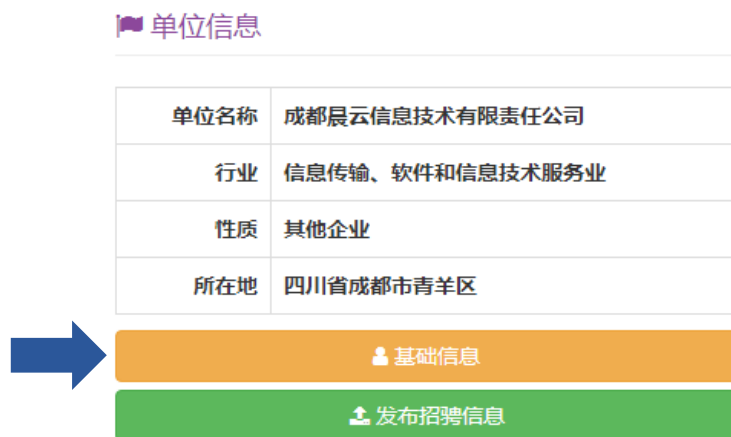 单位信息
单位名称 成都晨云信息技术有限责任公司
行业 信息传输、软件和信息技术服务业
性质 其他企业
所在地 四川省成都市青羊区
基础信息
发布招聘信息